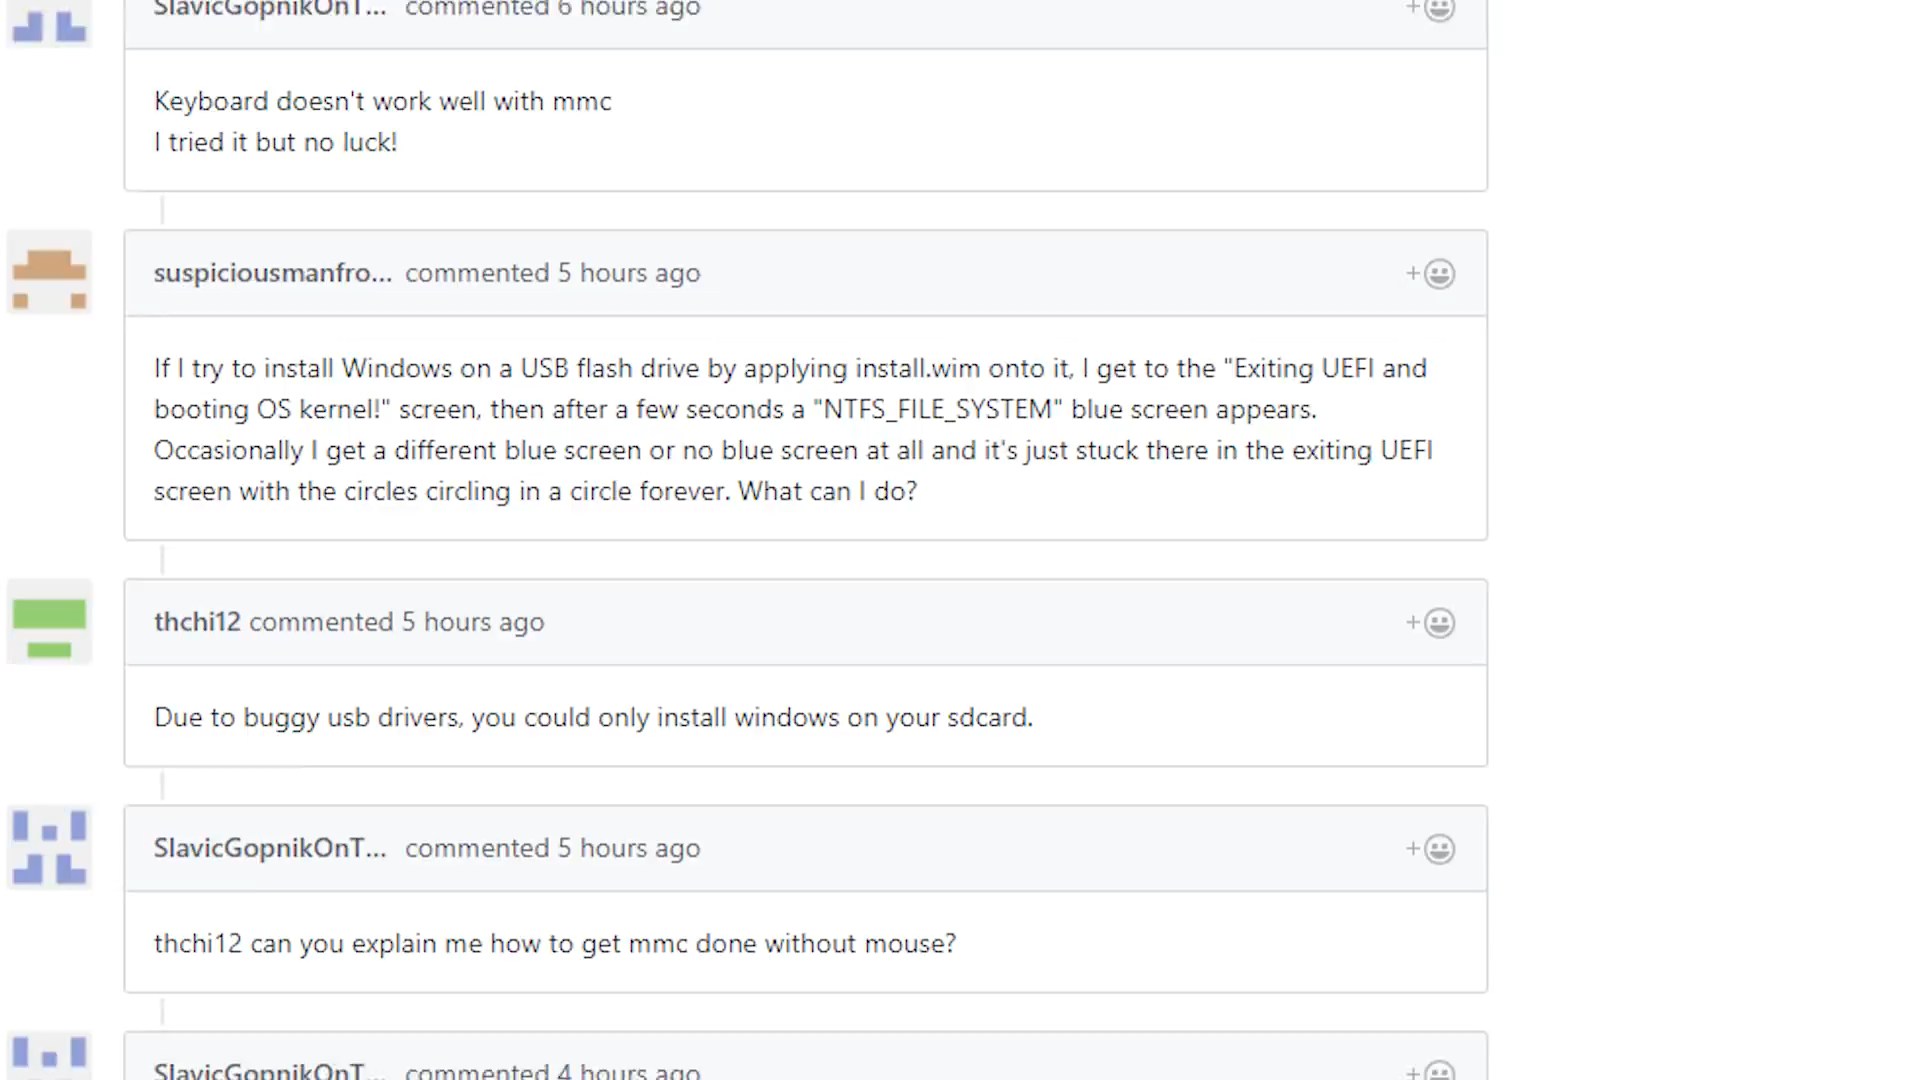 SlavicGopnikOnT... commented 6 hours ago
Keyboard doesn't work well with mmc
I tried it but no luck!
suspiciousmanfro... commented 5 hours ago
If I try to install Windows on a USB flash drive by applying install.wim onto it, I get to the "Exiting UEFI and
booting OS kernel!" screen, then after a few seconds a "NTFS_FILE_SYSTEM" blue screen appears.
Occasionally I get a different blue screen or no blue screen at all and it's just stuck there in the exiting UEFI
screen with the circles circling in a circle forever. What can I do?
thchi12 commented 5 hours ago
Due to buggy usb drivers, you could only install windows on your sdcard.
SlavicGopnikOnT... commented 5 hours ago
thchi12 can you explain me how to get mmc done without mouse?
SlavicGopnikOnT... commented 4 hours ago